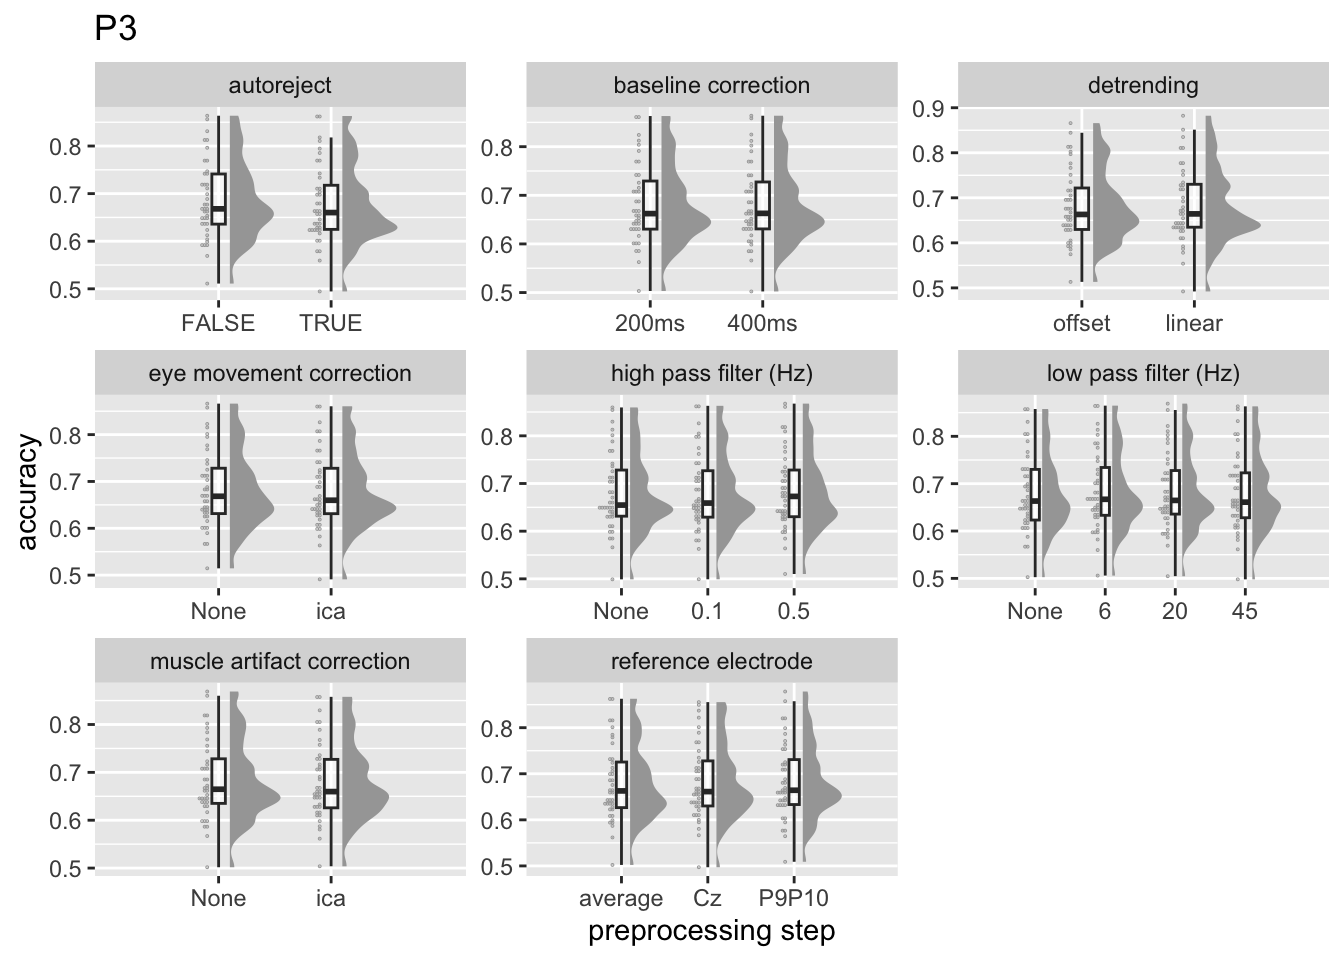 P3
autoreject
baseline correction
detrending
0.9
0.8
0.7
0.6
0.5
0.8
0.7
0.6
0.5
0.8
0.7
0.6
0.5
FALSE TRUE
200ms 400ms
offset linear
eye movement correction
high pass filter (Hz)
low pass filter (Hz)
accuracy
0.8
0.7
0.6
0.5
0.8
0.7
0.6
0.5
0.8
0.7
0.6
0.5
None ica
None 0.1 0.5
None 6 20 45
muscle artifact correction
reference electrode
0.8
0.7
0.6
0.5
0.8
0.7
0.6
0.5
None ica
average Cz P9P10
preprocessing step